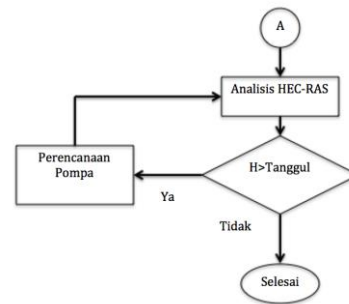 A
Analisis HEC-RAS
H>Tanggul
Perencanaan
Pompa
Ya
Tidak
Selesai